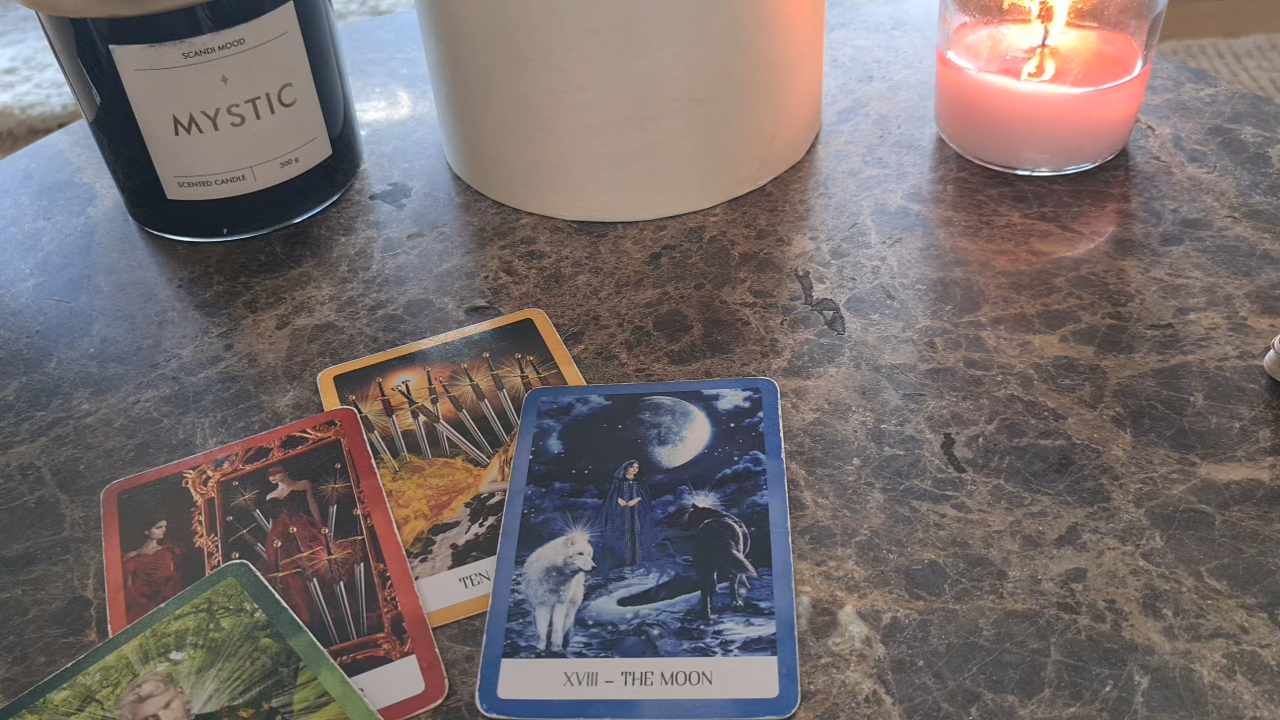 SCANDI MOOD
MYSTIC
SCENTED CANDLE
300 g
TEN
XVIII – THE MOON